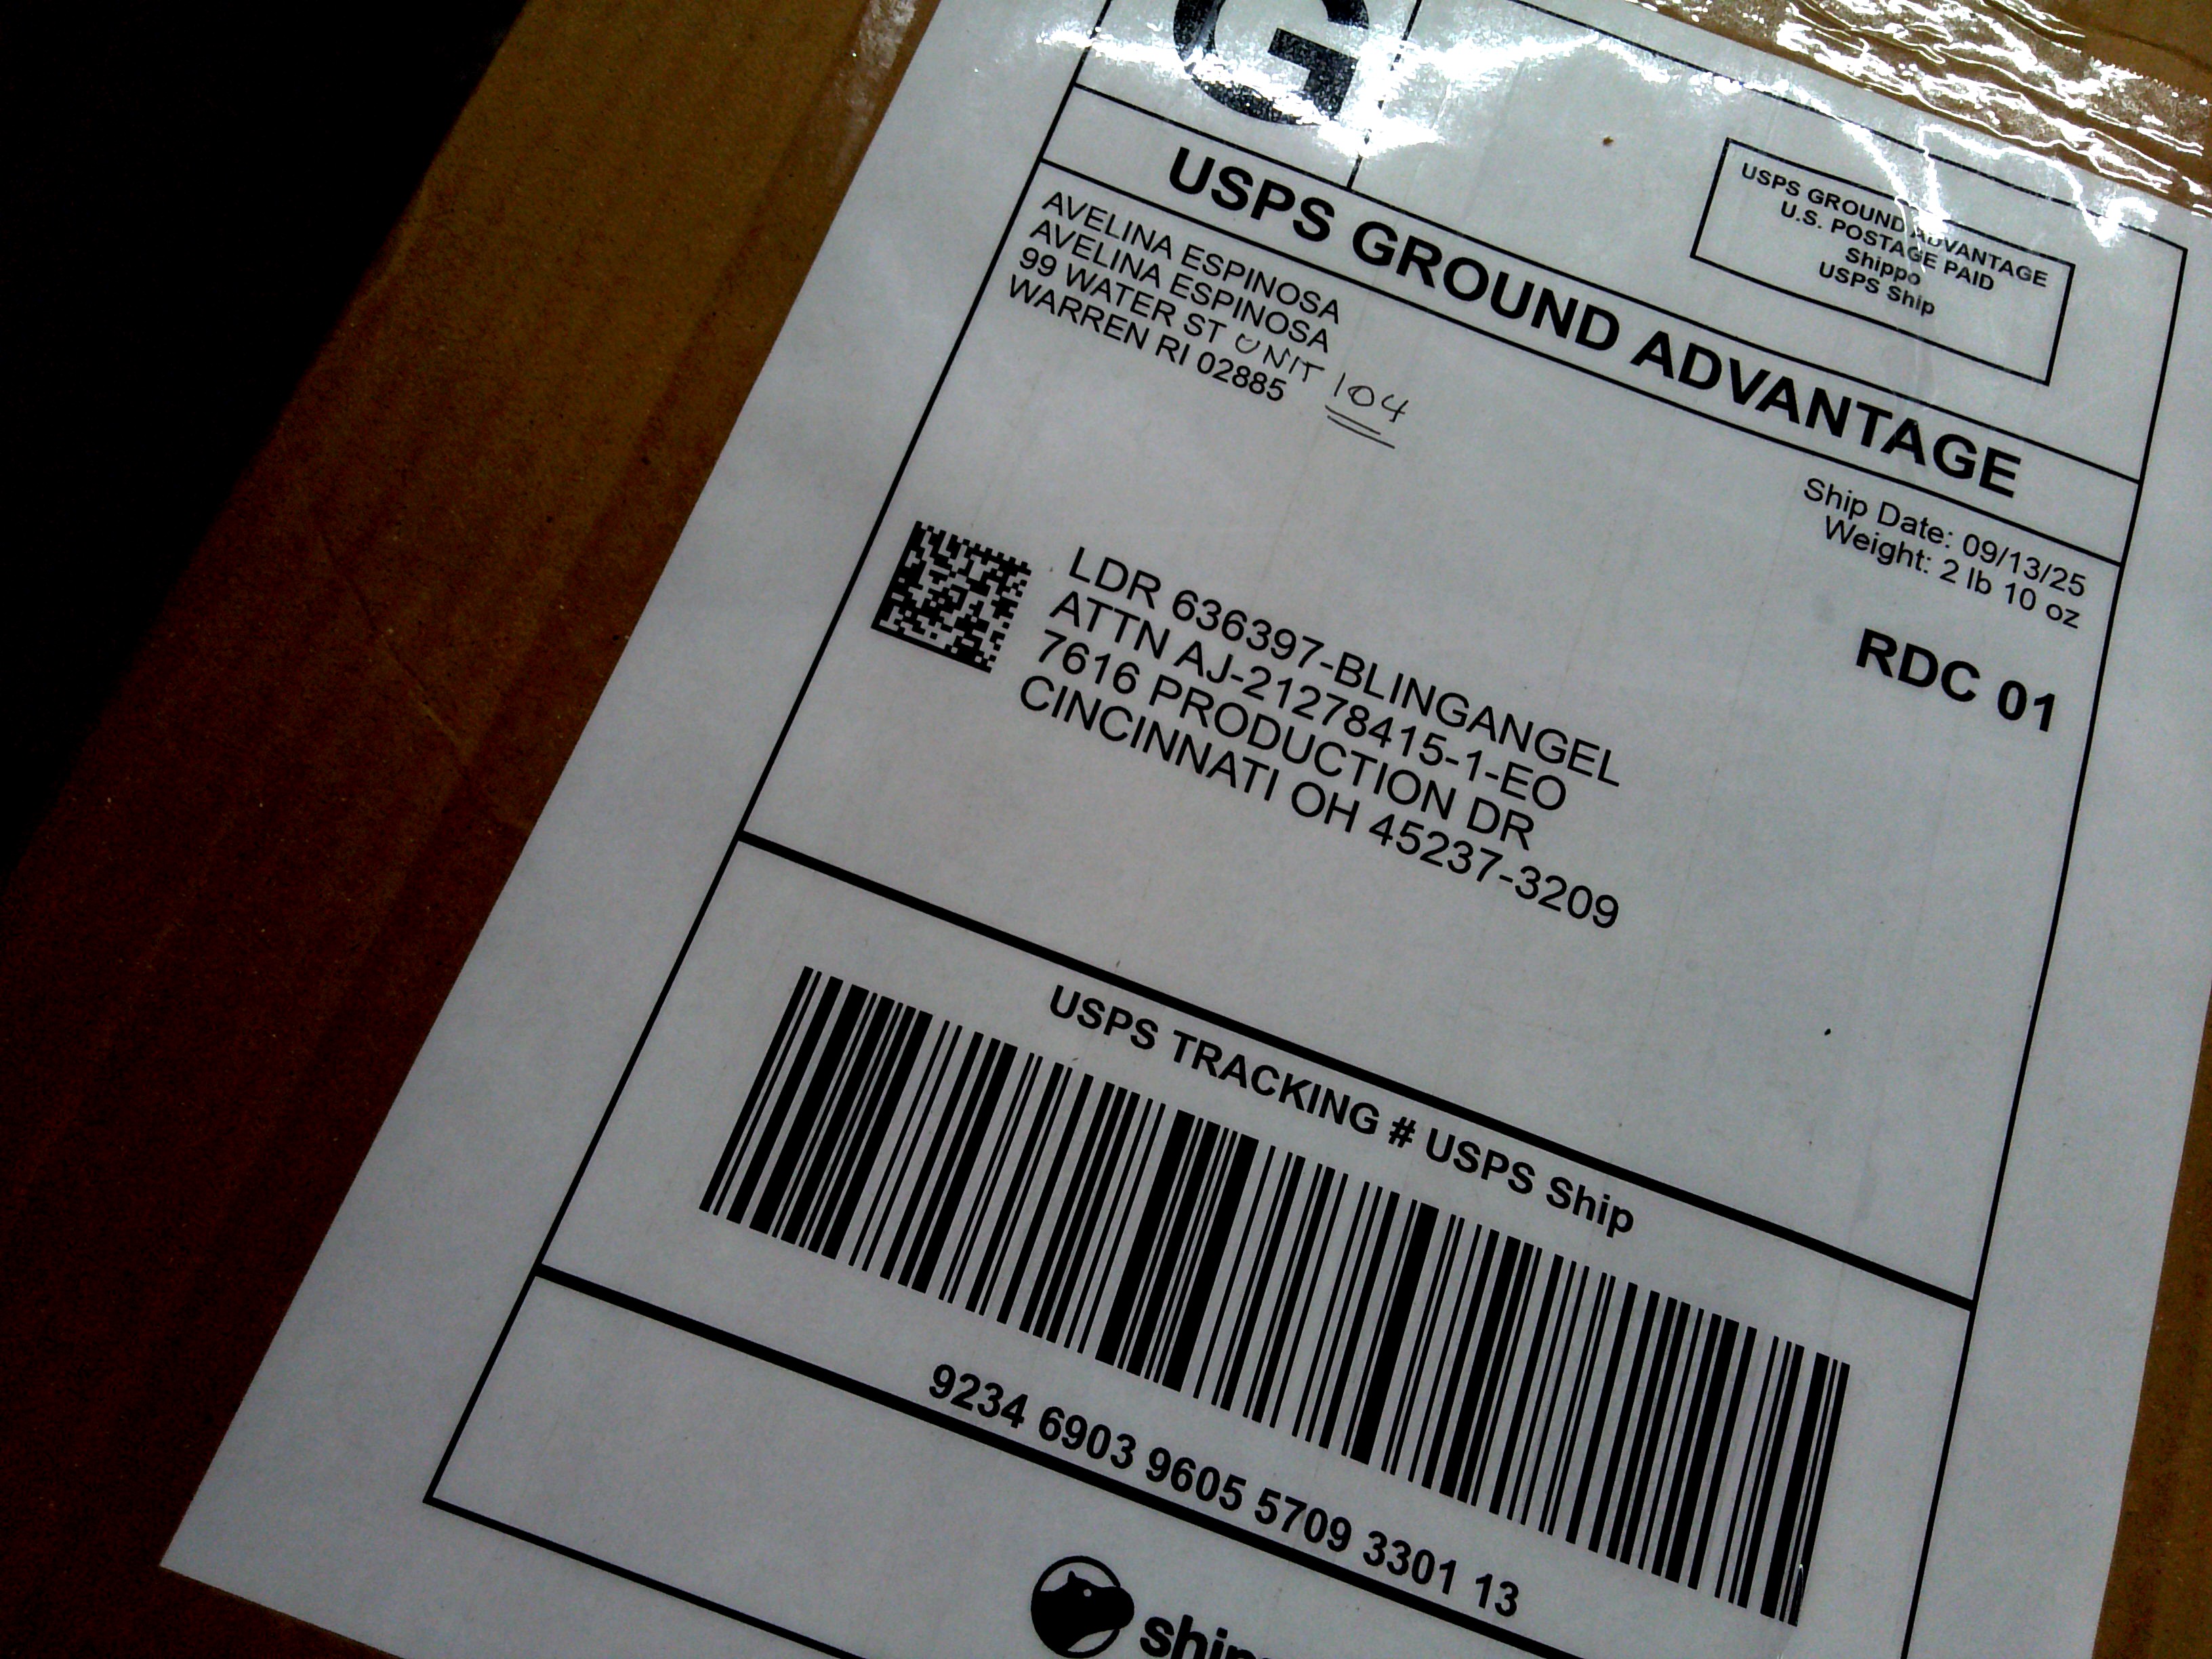 G
USPS GROUND ADVANTAGE
U.S. POSTAGE PAID
Shippo
USPS Ship
USPS GROUND ADVANTAGE
AVELINA ESPINOSA
AVELINA ESPINOSA
99 WATER ST UNIT 104
WARREN RI 02885
Ship Date: 09/13/25
Weight: 2 lb 10 oz
RDC 01
LDR 636397-BLINGANGEL
ATTN AJ-21278415-1-EO
7616 PRODUCTION DR
CINCINNATI OH 45237-3209
USPS TRACKING # USPS Ship
9234 6903 9605 5709 3301 13